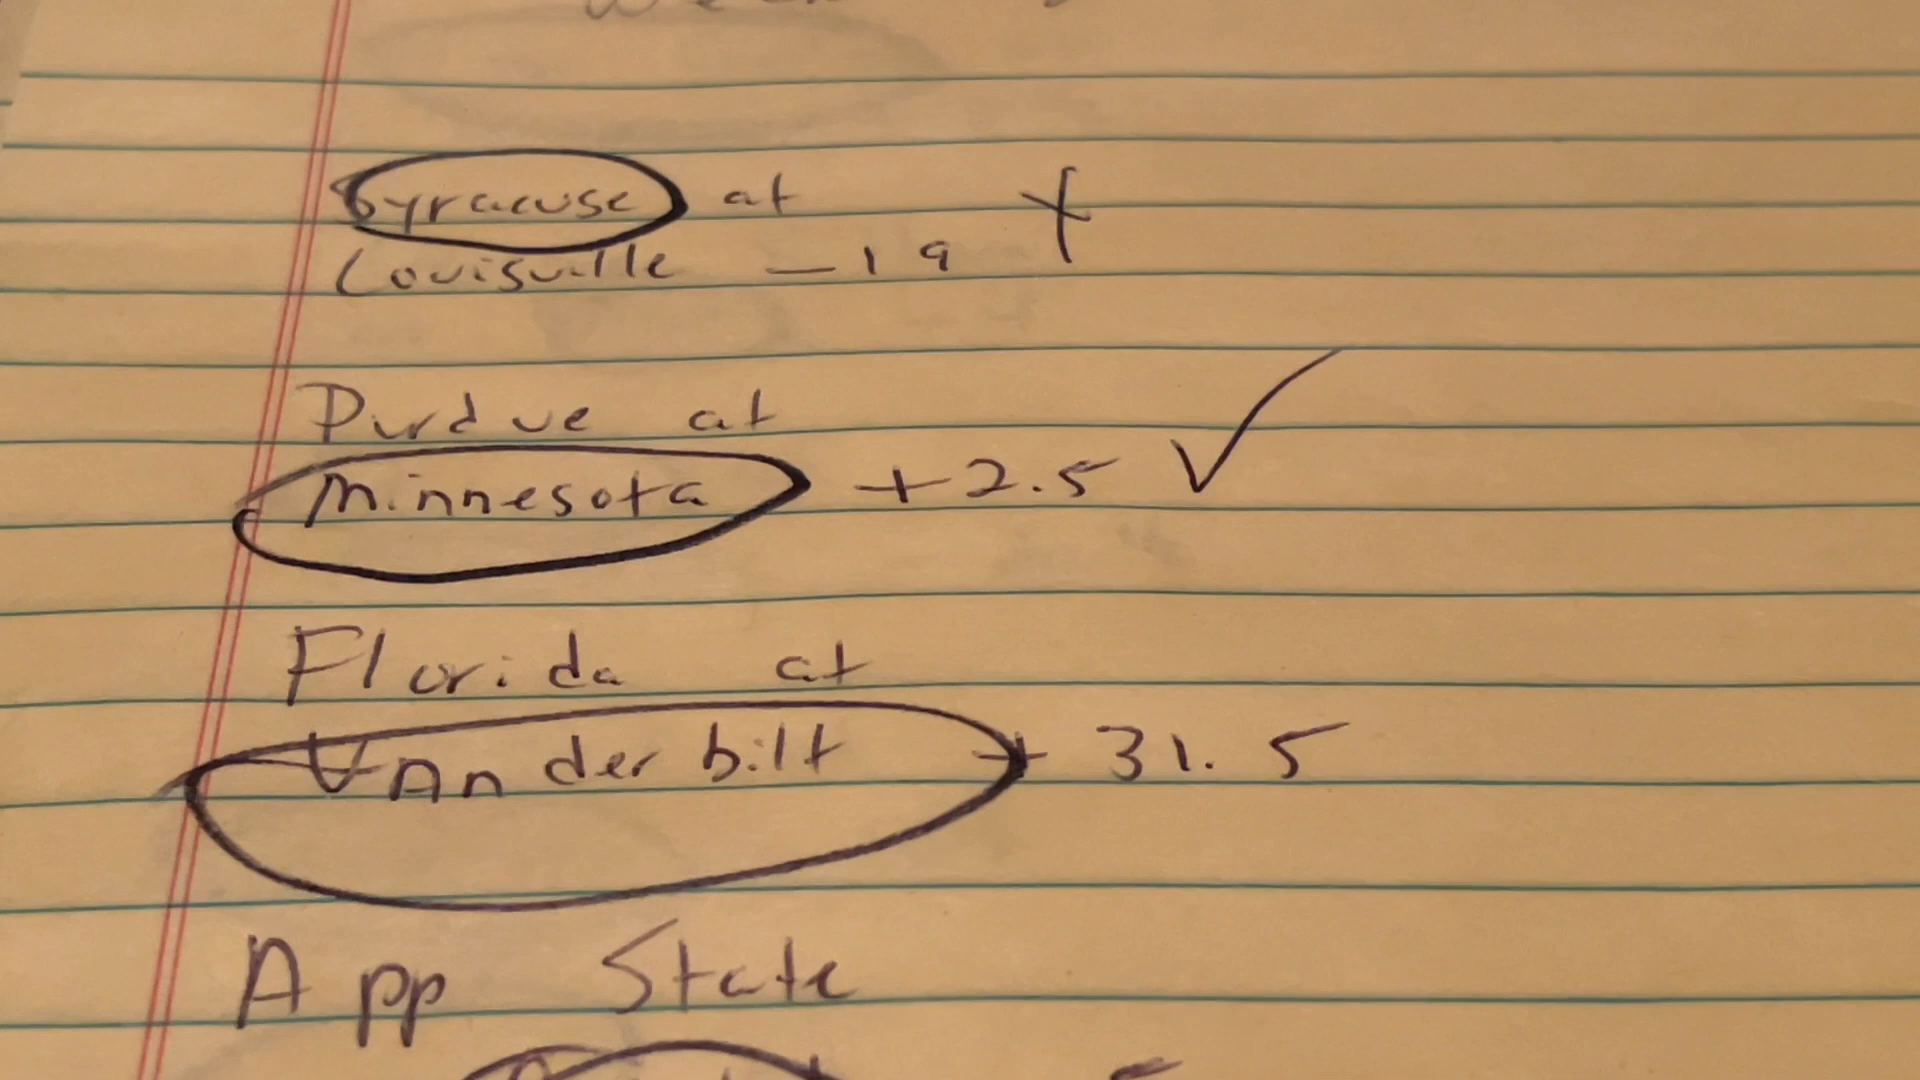 Syracuse at
Louisville -19 X
Purdue at
Minnesota +2.5 ✓
Florida at
Vanderbilt + 31.5
App State